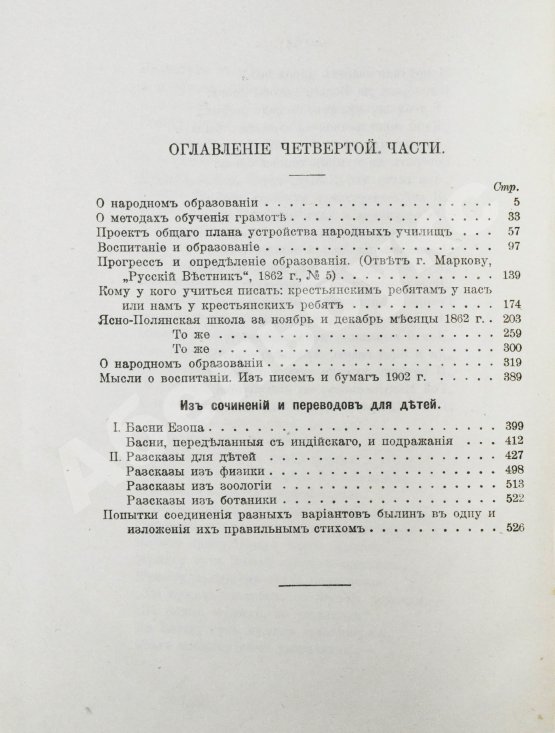 ОГЛАВЛЕНІЕ ЧЕТВЕРТОЙ ЧАСТИ.
Стр.
О народномъ образованіи . . . . . . . . . . . . . . 5
О методахъ обученія грамотѣ . . . . . . . . . . . . 33
Проектъ общаго плана устройства народныхъ училищъ . . . 57
Воспитаніе и образованіе . . . . . . . . . . . . . . 97
Прогрессъ и опредѣленіе образованія. (Отвѣтъ г. Маркову,
„Русскій Вѣстникъ“, 1862 г., № 5) . . . . . . . . . 139
Кому у кого учиться писать: крестьянскимъ ребятамъ у насъ
или намъ у крестьянскихъ ребятъ . . . . . . . . . . 174
Ясно-Полянская школа за ноябрь и декабрь мѣсяцы 1862 г. . 203
То же . . . . . . . . . . . . . . . 259
То же . . . . . . . . . . . . . . . 300
О народномъ образованіи . . . . . . . . . . . . . . 319
Мысли о воспитаніи. Изъ писемъ и бумагъ 1902 г. . . . . 389
Изъ сочиненій и переводовъ для дѣтей.
I. Басни Езопа . . . . . . . . . . . . . . . . . 399
Басни, передѣланныя съ индійскаго, и подражанія . . . . 412
II. Разсказы для дѣтей . . . . . . . . . . . . . . 427
Разсказы изъ физики . . . . . . . . . . . . . . 498
Разсказы изъ зоологіи . . . . . . . . . . . . . 513
Разсказы изъ ботаники . . . . . . . . . . . . . 522
Попытки соединенія разныхъ варіантовъ былинъ въ одну и
изложенія ихъ правильнымъ стихомъ . . . . . . . . . 526